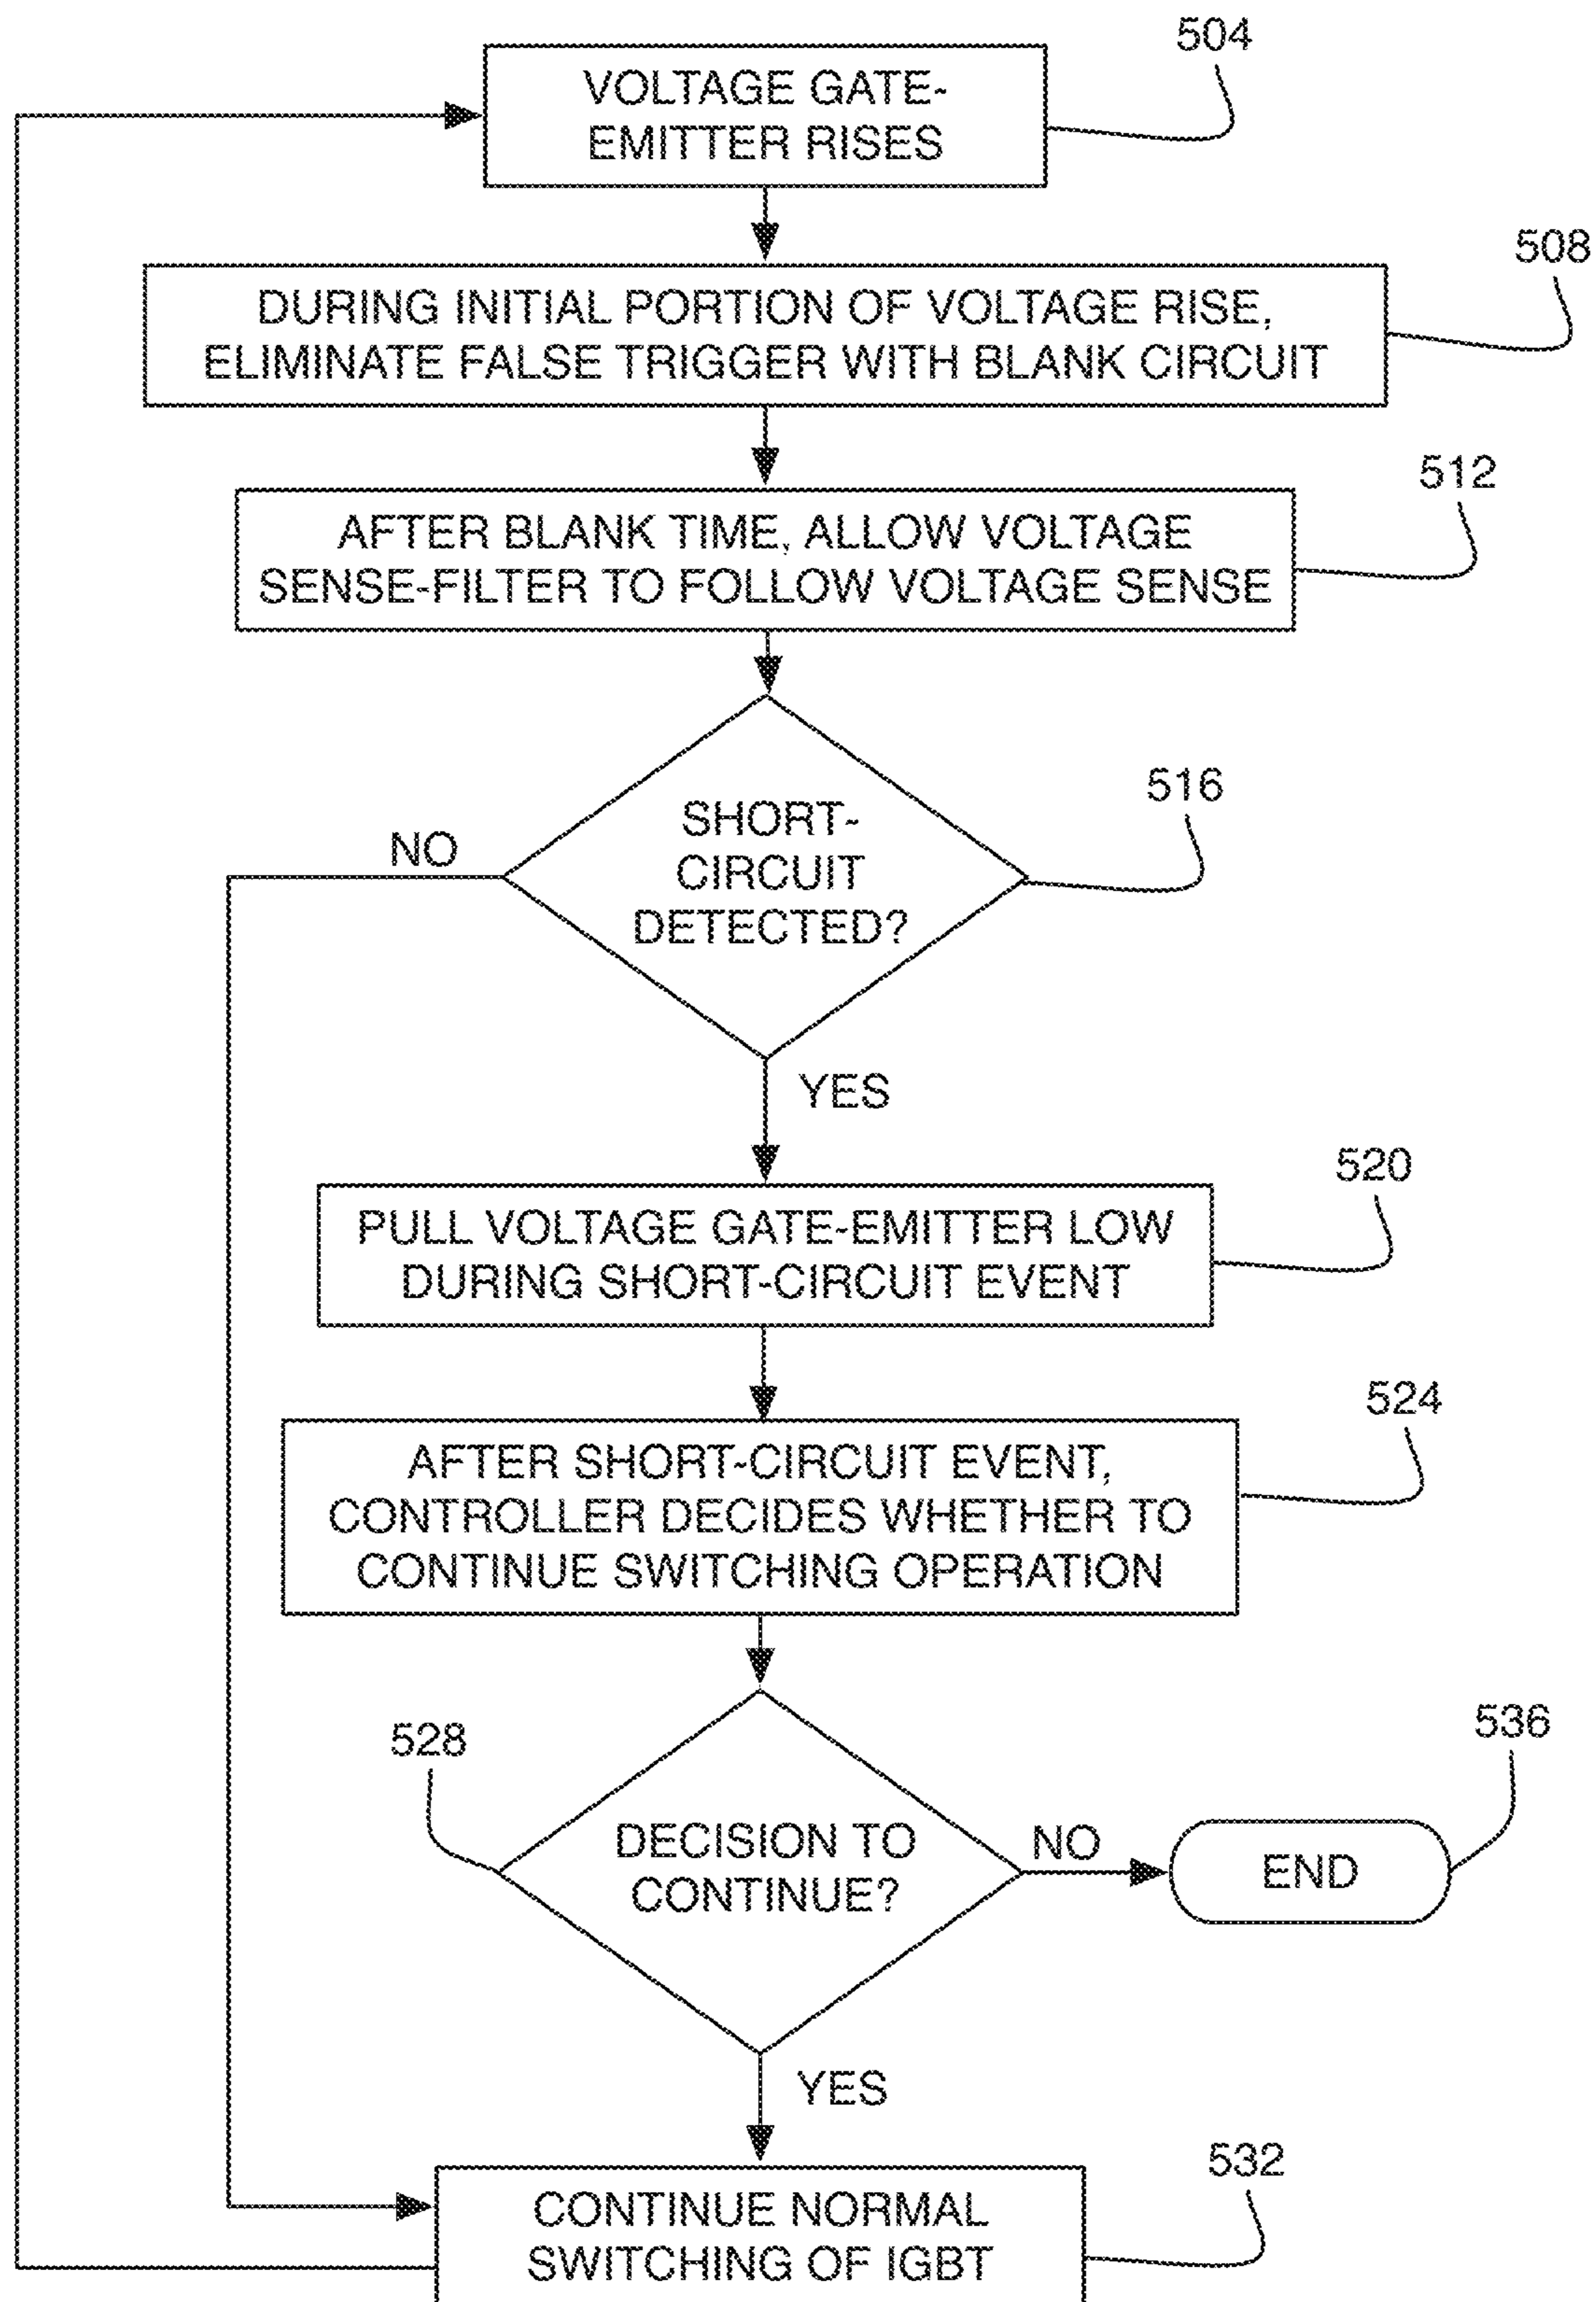 504
VOLTAGE GATE-
EMITTER RISES
508
DURING INITIAL PORTION OF VOLTAGE RISE,
ELIMINATE FALSE TRIGGER WITH BLANK CIRCUIT
512
AFTER BLANK TIME, ALLOW VOLTAGE
SENSE-FILTER TO FOLLOW VOLTAGE SENSE
516
SHORT-
CIRCUIT
DETECTED?
NO
YES
520
PULL VOLTAGE GATE-EMITTER LOW
DURING SHORT-CIRCUIT EVENT
524
AFTER SHORT-CIRCUIT EVENT,
CONTROLLER DECIDES WHETHER TO
CONTINUE SWITCHING OPERATION
528
DECISION TO
CONTINUE?
NO
536
END
YES
532
CONTINUE NORMAL
SWITCHING OF IGBT